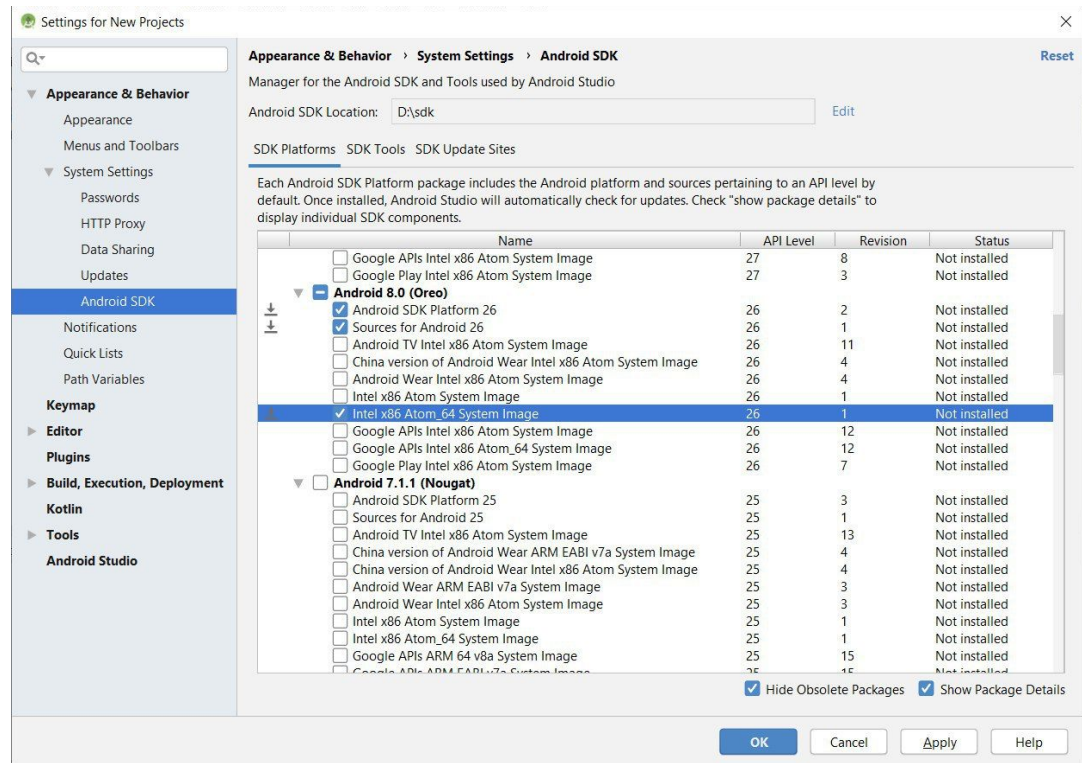 Settings for New Projects
Appearance & Behavior
Appearance
Menus and Toolbars
System Settings
Passwords
HTTP Proxy
Data Sharing
Updates
Android SDK
Notifications
Quick Lists
Path Variables
Keymap
Editor
Plugins
Build, Execution, Deployment
Kotlin
Tools
Android Studio
Appearance & Behavior › System Settings › Android SDK Reset
Manager for the Android SDK and Tools used by Android Studio
Android SDK Location: D:\sdk Edit
SDK Platforms SDK Tools SDK Update Sites
Each Android SDK Platform package includes the Android platform and sources pertaining to an API level by
default. Once installed, Android Studio will automatically check for updates. Check "show package details" to
display individual SDK components.
Name API Level Revision Status
Google APIs Intel x86 Atom System Image 27 8 Not installed
Google Play Intel x86 Atom System Image 27 3 Not installed
Android 8.0 (Oreo)
Android SDK Platform 26 26 2 Not installed
Sources for Android 26 26 1 Not installed
Android TV Intel x86 Atom System Image 26 11 Not installed
China version of Android Wear Intel x86 Atom System Image 26 4 Not installed
Android Wear Intel x86 Atom System Image 26 4 Not installed
Intel x86 Atom System Image 26 1 Not installed
Intel x86 Atom_64 System Image 26 1 Not installed
Google APIs Intel x86 Atom System Image 26 12 Not installed
Google APIs Intel x86 Atom_64 System Image 26 12 Not installed
Google Play Intel x86 Atom System Image 26 7 Not installed
Android 7.1.1 (Nougat)
Android SDK Platform 25 25 3 Not installed
Sources for Android 25 25 1 Not installed
Android TV Intel x86 Atom System Image 25 13 Not installed
China version of Android Wear ARM EABI v7a System Image 25 4 Not installed
China version of Android Wear Intel x86 Atom System Image 25 4 Not installed
Android Wear ARM EABI v7a System Image 25 3 Not installed
Android Wear Intel x86 Atom System Image 25 3 Not installed
Intel x86 Atom System Image 25 1 Not installed
Intel x86 Atom_64 System Image 25 1 Not installed
Google APIs ARM 64 v8a System Image 25 15 Not installed
Google APIs ARM EABI v7a System Image 25 15 Not installed
Hide Obsolete Packages Show Package Details
OK Cancel Apply Help